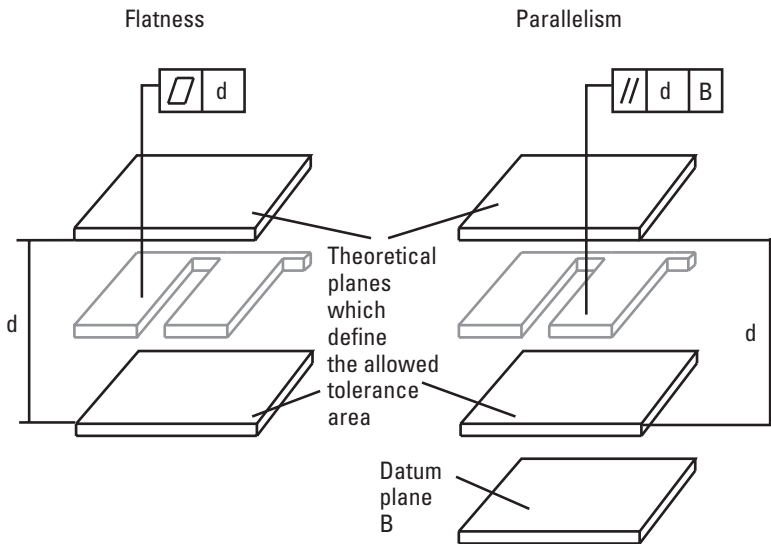 Flatness
Parallelism
d
// d B
Theoretical
planes
which
define
the allowed
tolerance
area
d
d
Datum
plane
B